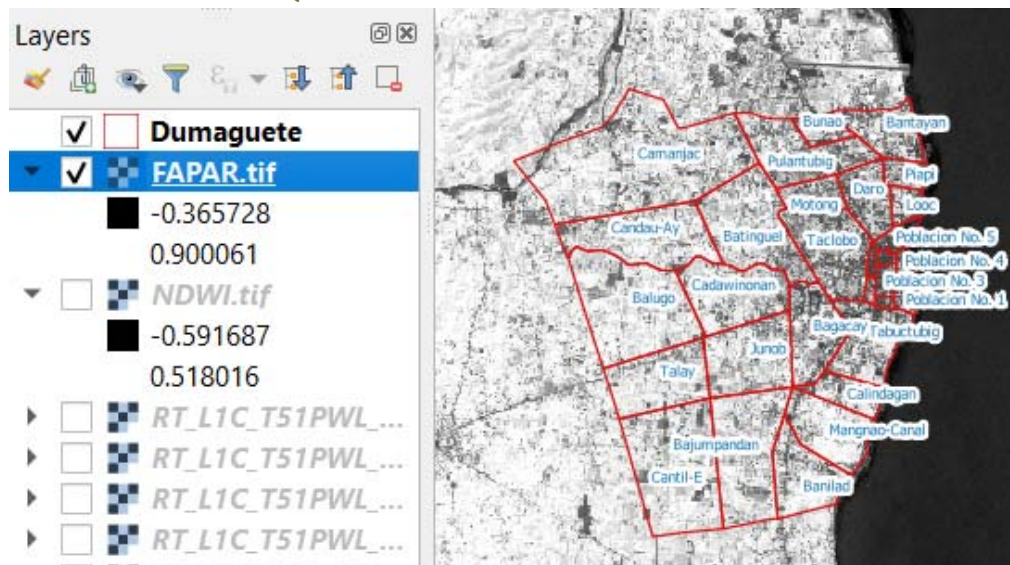 Layers
Dumaguete
FAPAR.tif
-0.365728
0.900061
NDWI.tif
-0.591687
0.518016
RT_L1C_T51PWL_...
RT_L1C_T51PWL_...
RT_L1C_T51PWL_...
RT_L1C_T51PWL_...
Bunao
Bantayan
Camanjac
Pulantubig
Piapi
Daro
Motong
Looc
Candau-Ay
Batinguel
Taclobo
Poblacion No. 5
Poblacion No. 4
Poblacion No. 3
Cadawinonan
Balugo
Poblacion No. 1
Bagacay
Tabuctubig
Junob
Talay
Calindagan
Mangnao-Canal
Bajumpandan
Cantil-E
Banilad